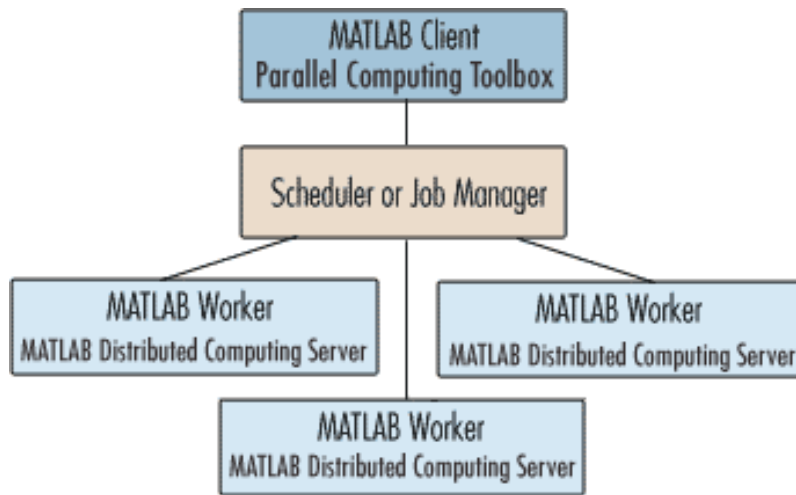 MATLAB Client
Parallel Computing Toolbox
Scheduler or Job Manager
MATLAB Worker
MATLAB Distributed Computing Server
MATLAB Worker
MATLAB Distributed Computing Server
MATLAB Worker
MATLAB Distributed Computing Server